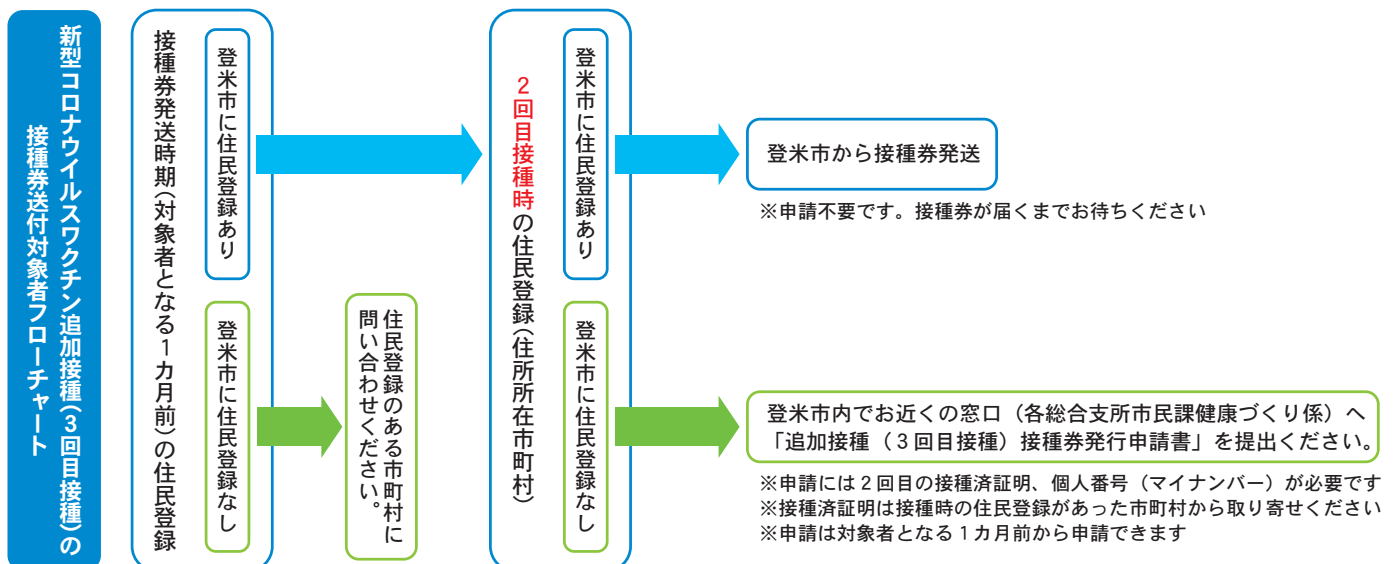 新型コロナウイルスワクチン追加接種（３回目接種）の
接種券送付対象者フローチャート
接種券発送時期（対象者となる１カ月前）の住民登録
登米市に住民登録あり
登米市に住民登録なし
住民登録のある市町村に
問い合わせください。
２回目接種時の住民登録（住所所在市町村）
登米市に住民登録あり
登米市に住民登録なし
登米市から接種券発送
※申請不要です。接種券が届くまでお待ちください
登米市内でお近くの窓口（各総合支所市民課健康づくり係）へ
「追加接種（３回目接種）接種券発行申請書」を提出ください。
※申請には２回目の接種済証明、個人番号（マイナンバー）が必要です
※接種済証明は接種時の住民登録があった市町村から取り寄せください
※申請は対象者となる１カ月前から申請できます